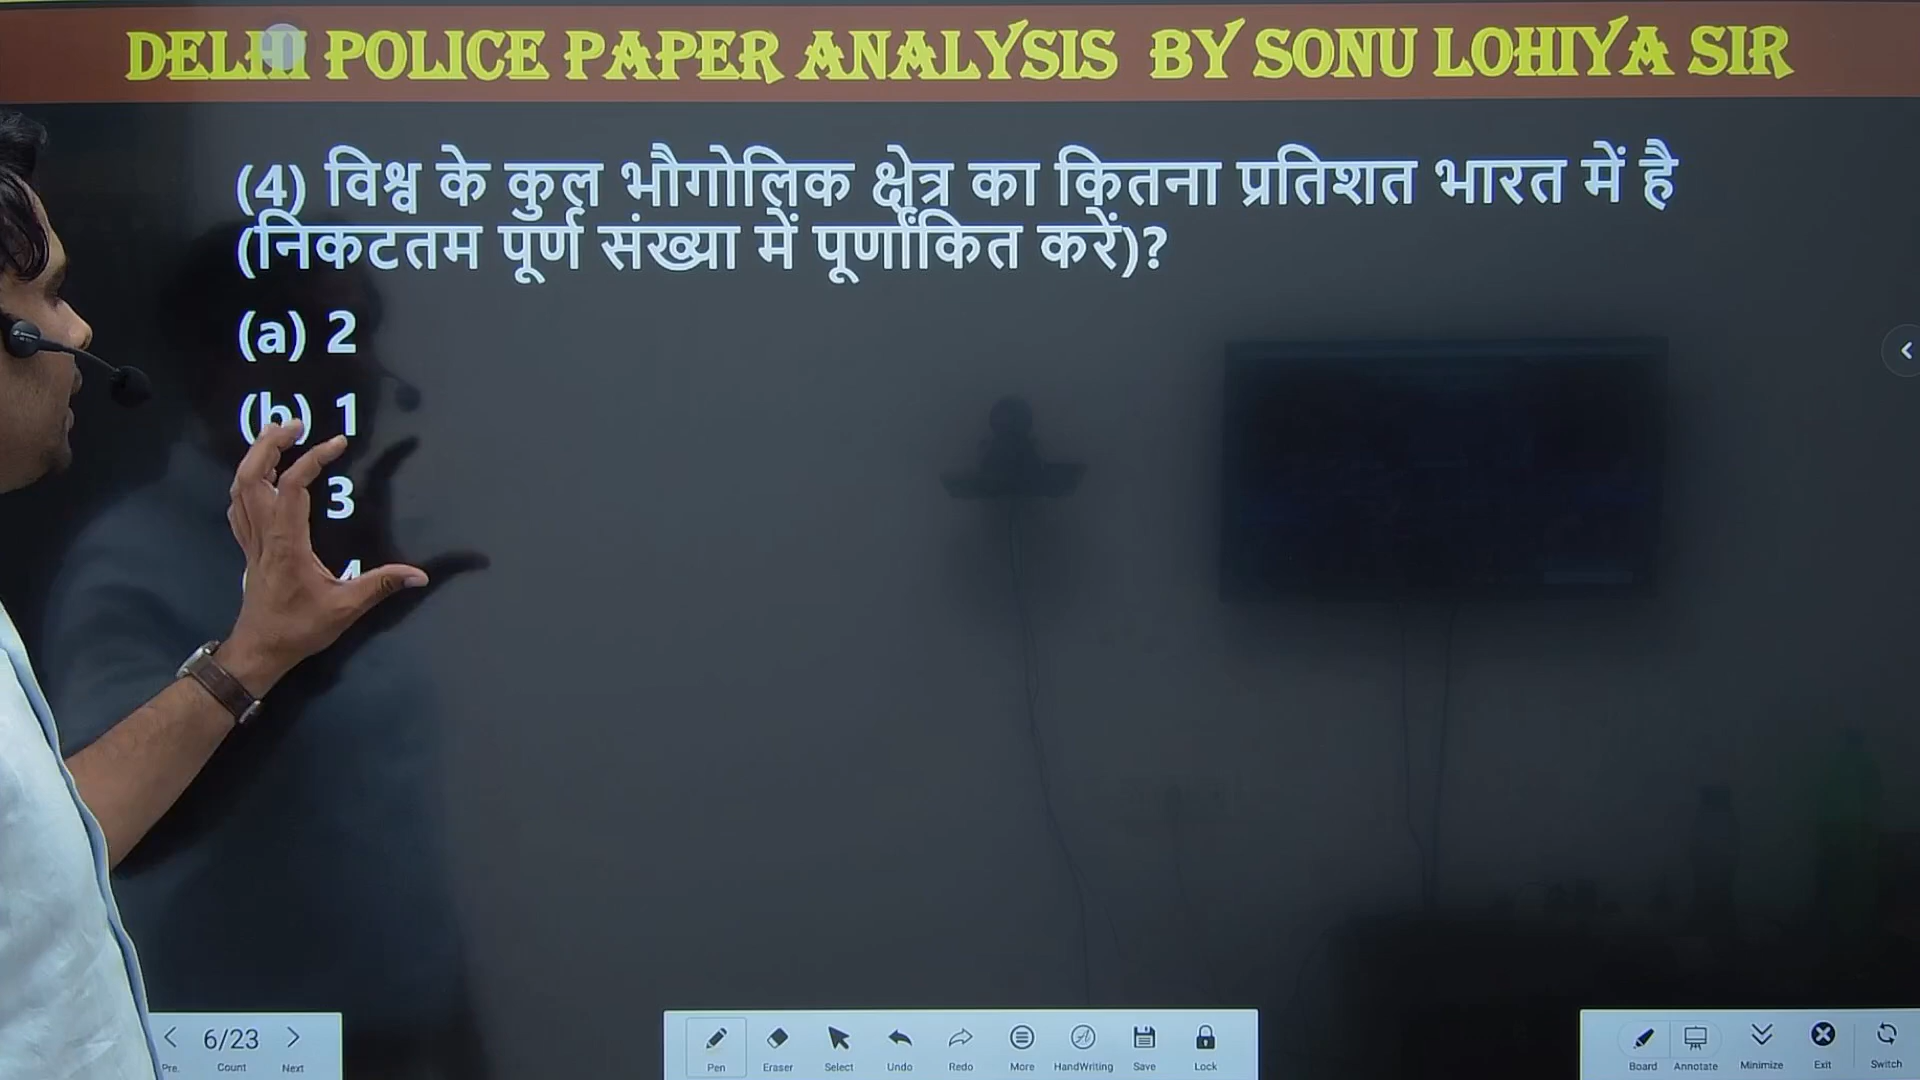 DELHI POLICE PAPER ANALYSIS BY SONU LOHIYA SIR
(4) विश्व के कुल भौगोलिक क्षेत्र का कितना प्रतिशत भारत में है
(निकटतम पूर्ण संख्या में पूर्णांकित करें)?
(a) 2
(b) 1
3
4
6/23
Pre. Count Next
Pen Eraser Select Undo Redo More HandWriting Save Lock
Board Annotate Minimize Exit Switch